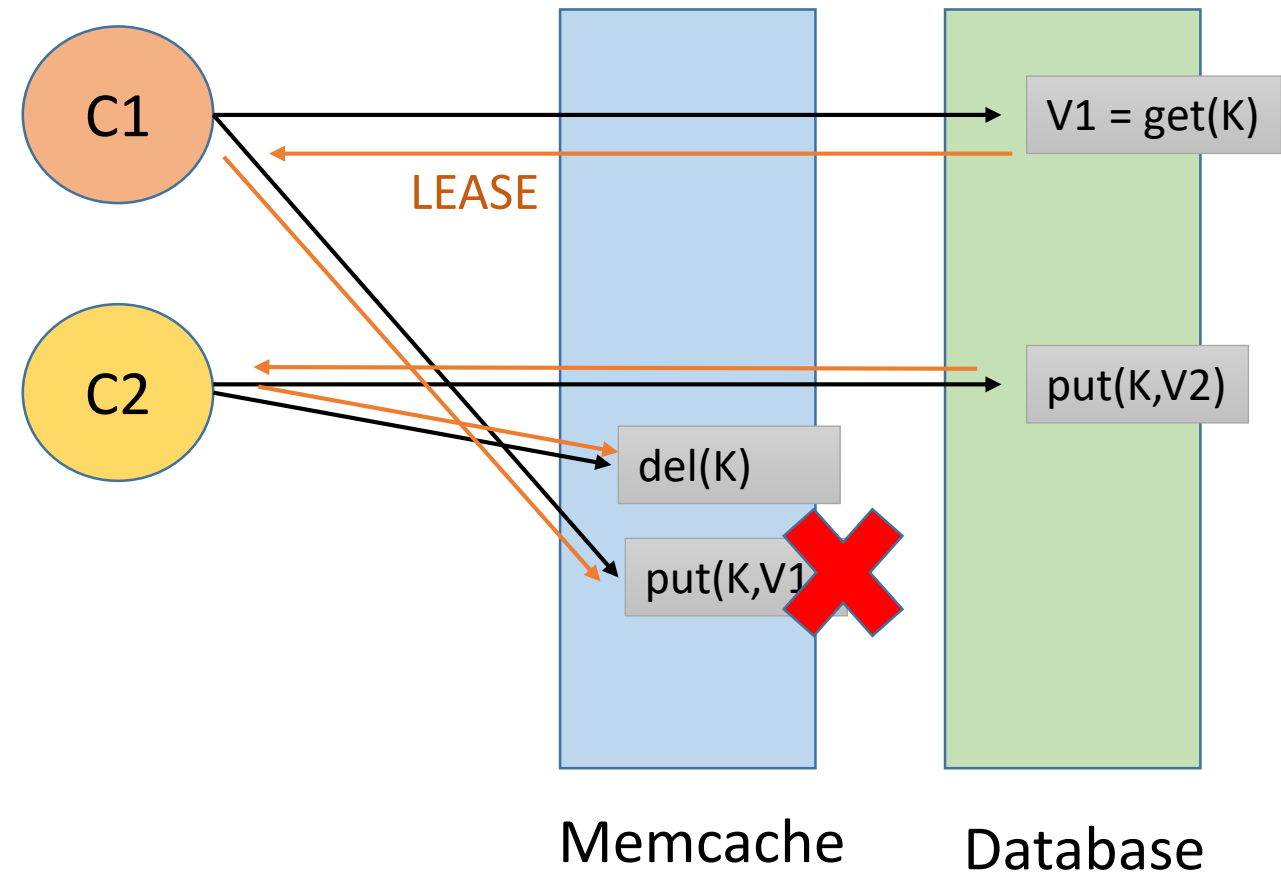 C1
V1 = get(K)
LEASE
C2
put(K,V2)
del(K)
put(K,V1
Memcache
Database